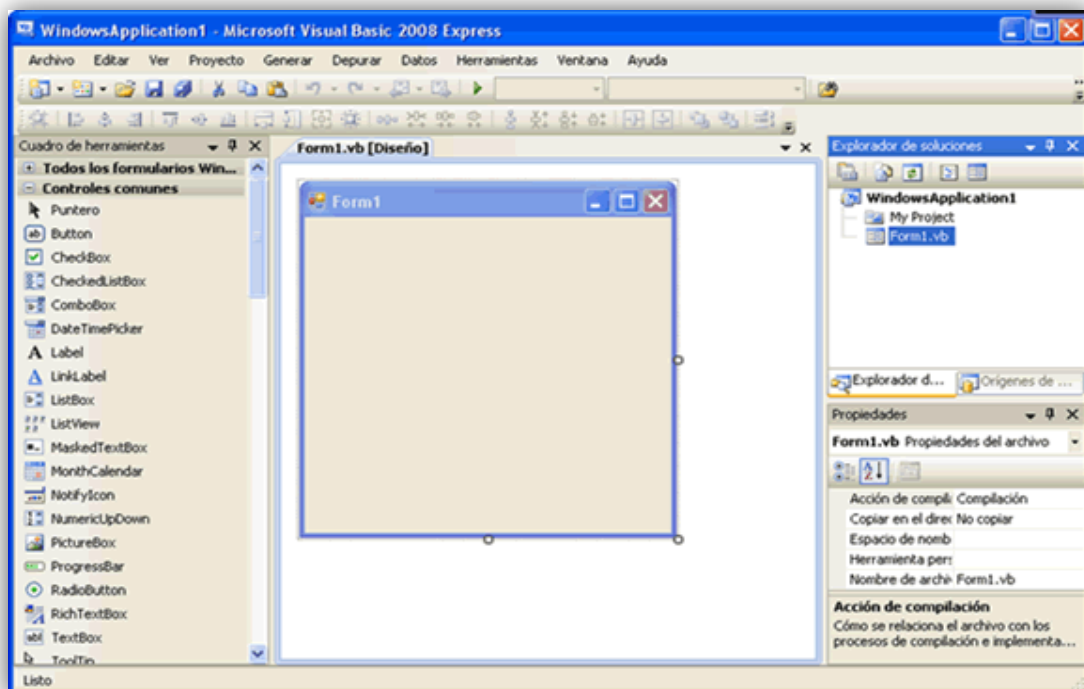 WindowsApplication1 - Microsoft Visual Basic 2008 Express
Archivo Editar Ver Proyecto Generar Depurar Datos Herramientas Ventana Ayuda
Cuadro de herramientas
Todos los formularios Win...
Controles comunes
Puntero
Button
CheckBox
CheckedListBox
ComboBox
DateTimePicker
A Label
A LinkLabel
ListBox
ListView
MaskedTextBox
MonthCalendar
NotifyIcon
NumericUpDown
PictureBox
ProgressBar
RadioButton
RichTextBox
TextBox
ToolTip
Form1.vb [Diseño]
Form1
Explorador de soluciones
WindowsApplication1
My Project
Form1.vb
Explorador d... Orígenes de ...
Propiedades
Form1.vb Propiedades del archivo
Acción de compil Compilación
Copiar en el direc No copiar
Espacio de nomb
Herramienta pers
Nombre de archi Form1.vb
Acción de compilación
Cómo se relaciona el archivo con los
procesos de compilación e implementa...
Listo